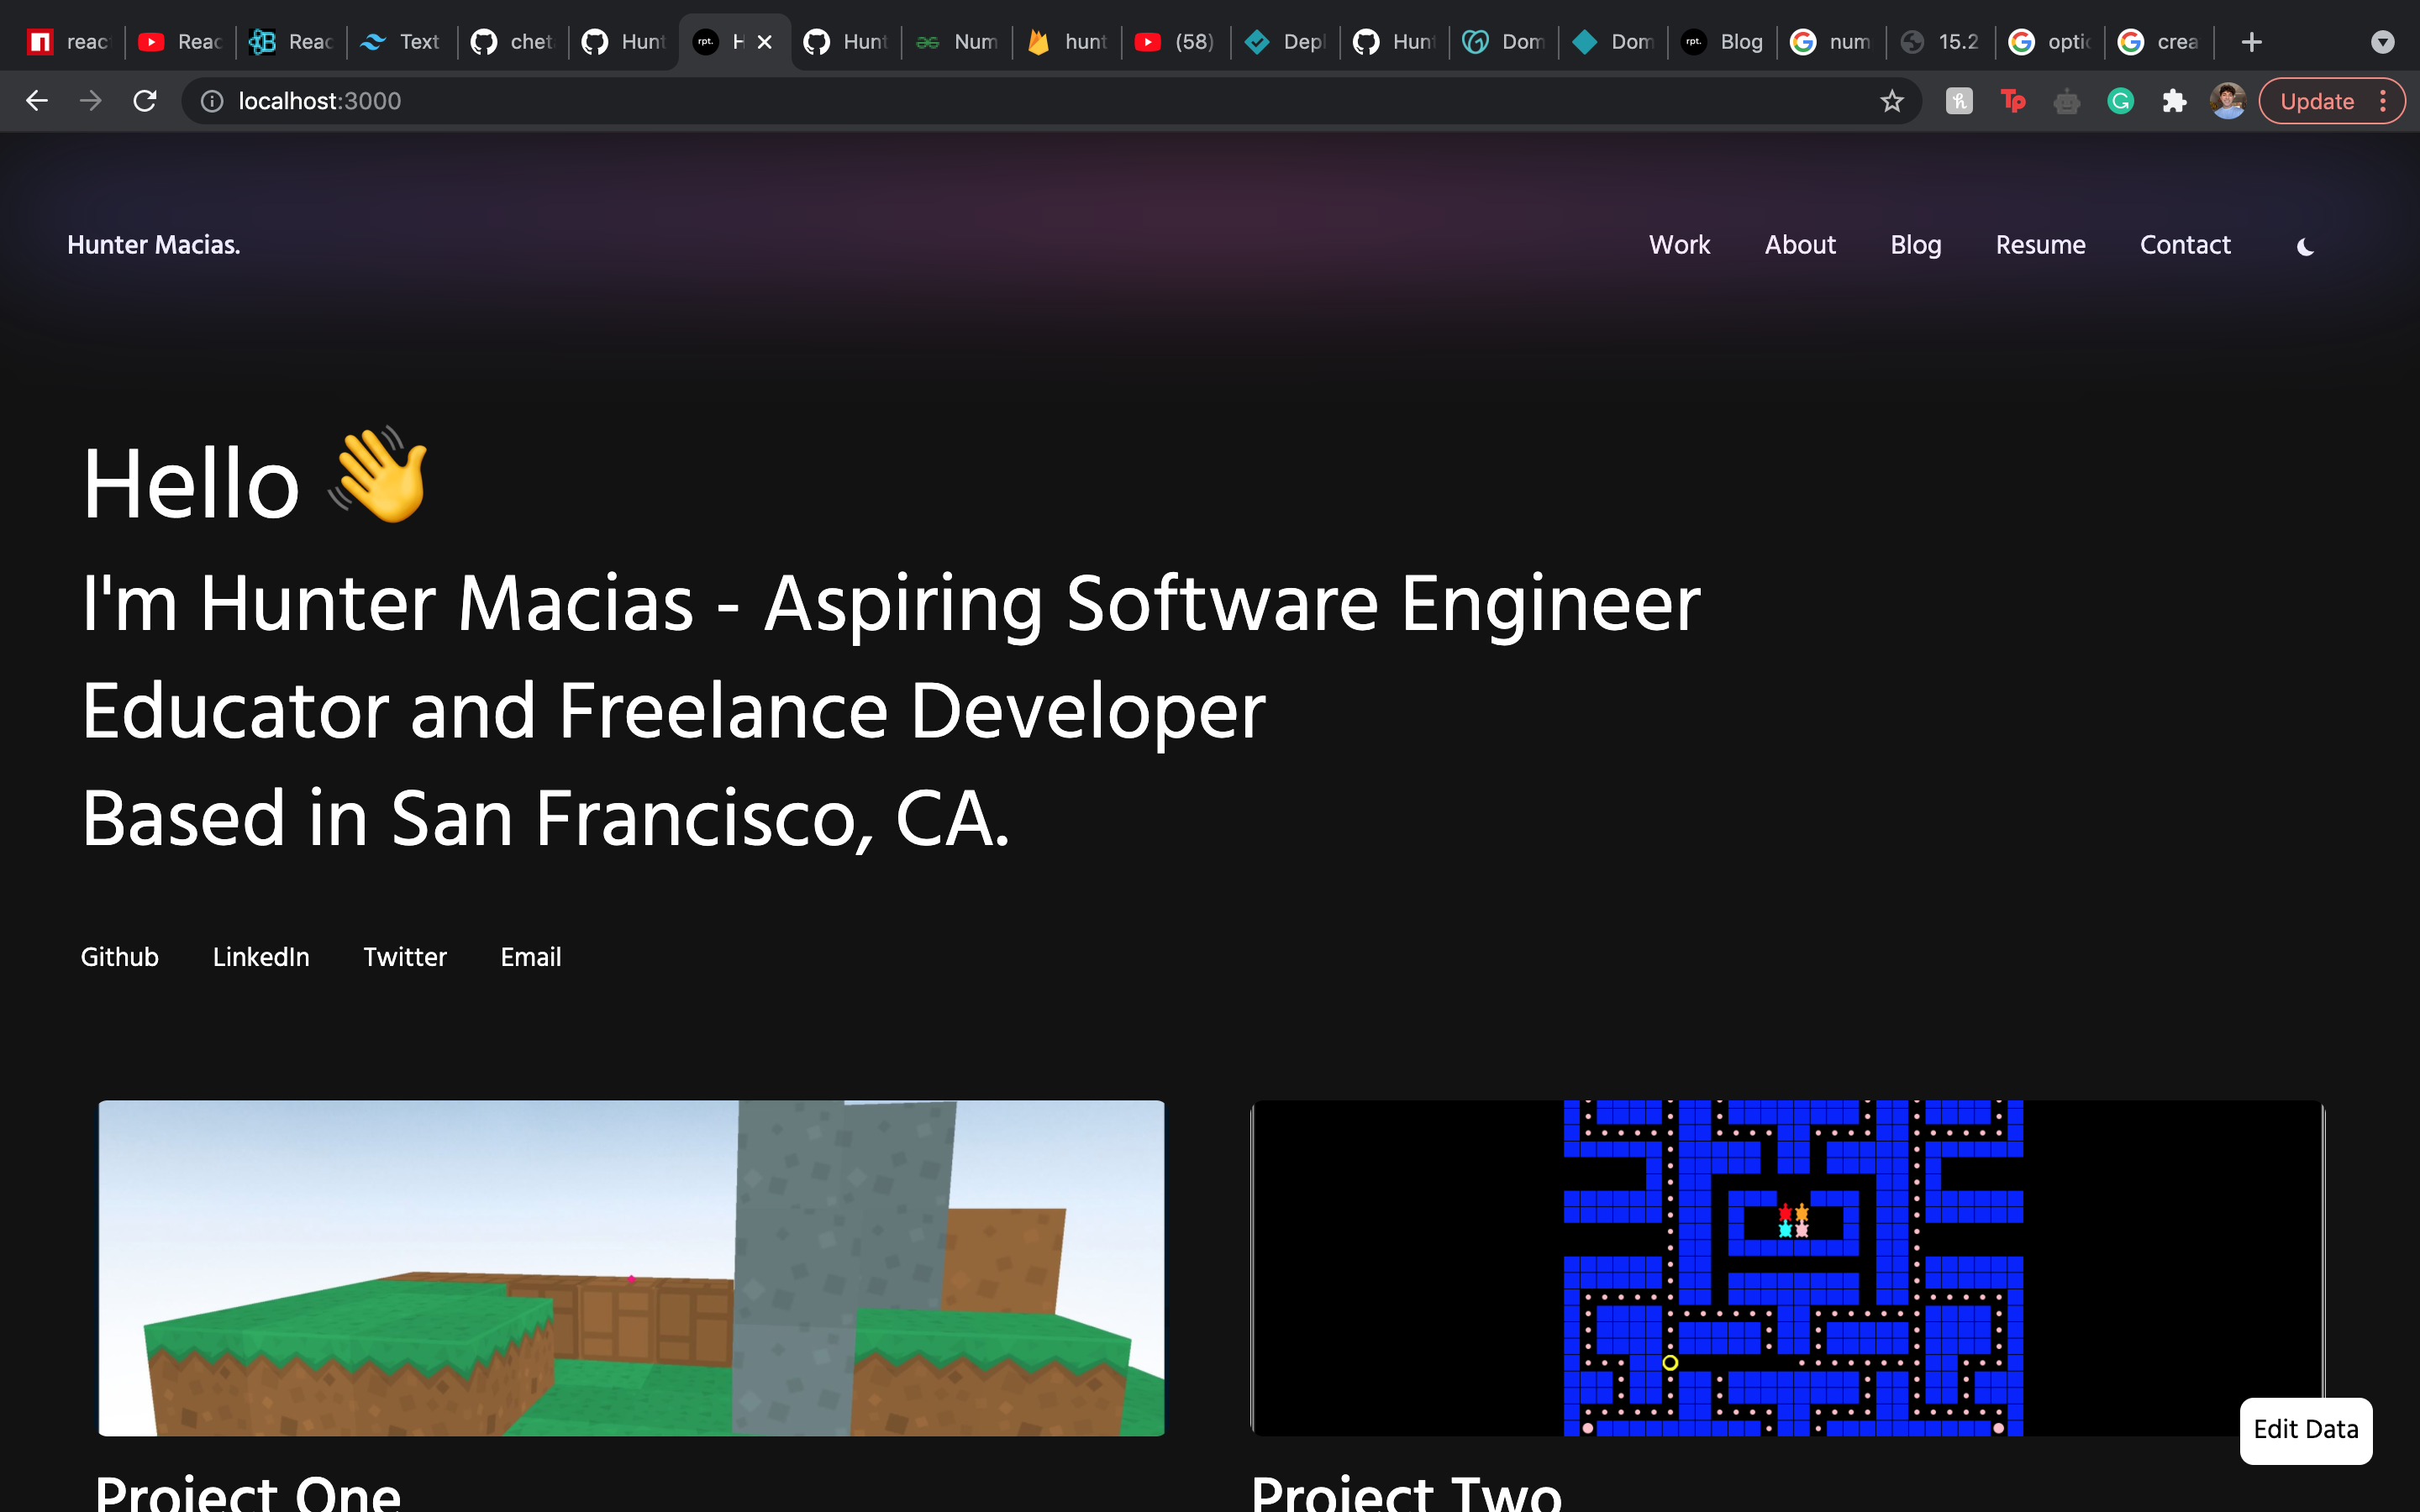 reac
Reac
Reac
Text
chet
Hunt
rpt.
H
Hunt
Num
hunt
(58)
Depl
Hunt
Dom
Dom
rpt.
Blog
num
15.2
optic
crea
localhost:3000
Update
Hunter Macias.
Work
About
Blog
Resume
Contact
Hello 👋
I'm Hunter Macias - Aspiring Software Engineer
Educator and Freelance Developer
Based in San Francisco, CA.
Github
LinkedIn
Twitter
Email
Edit Data
Project One
Project Two